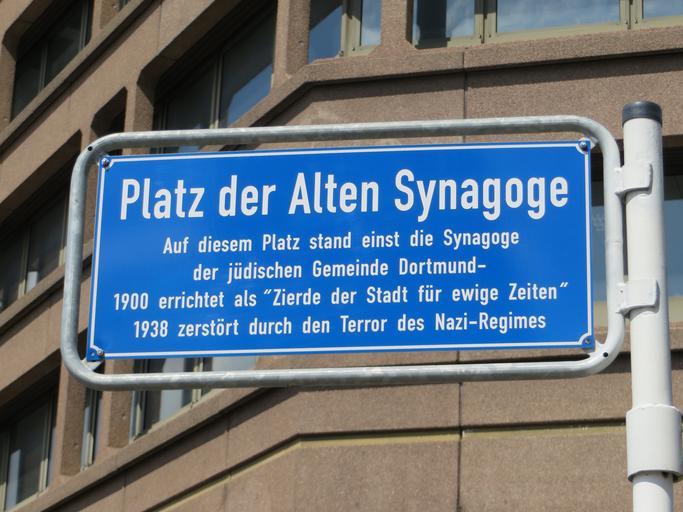 Platz der Alten Synagoge
Auf diesem Platz stand einst die Synagoge
der jüdischen Gemeinde Dortmund-
1900 errichtet als "Zierde der Stadt für ewige Zeiten"
1938 zerstört durch den Terror des Nazi-Regimes